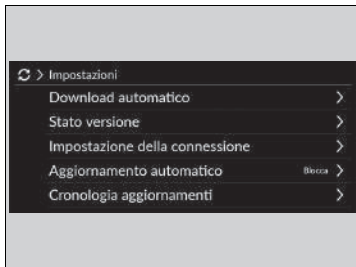 Impostazioni
Download automatico
Stato versione
Impostazione della connessione
Aggiornamento automatico Blocca
Cronologia aggiornamenti